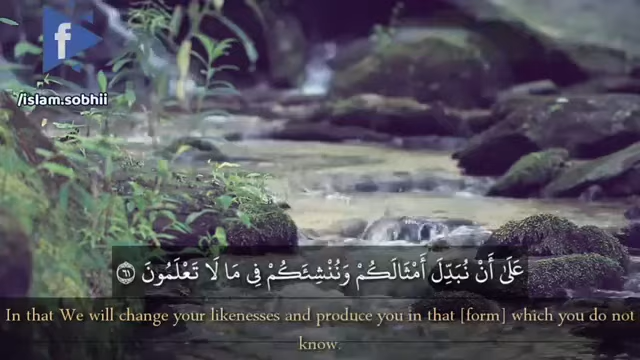 f
/islam.sobhii
عَلَىٰ أَنْ نُبَدِّلَ أَمْثَالَكُمْ وَنُنْشِئَكُمْ فِي مَا لَا تَعْلَمُونَ ۝٦١
In that We will change your likenesses and produce you in that [form] which you do not
know.